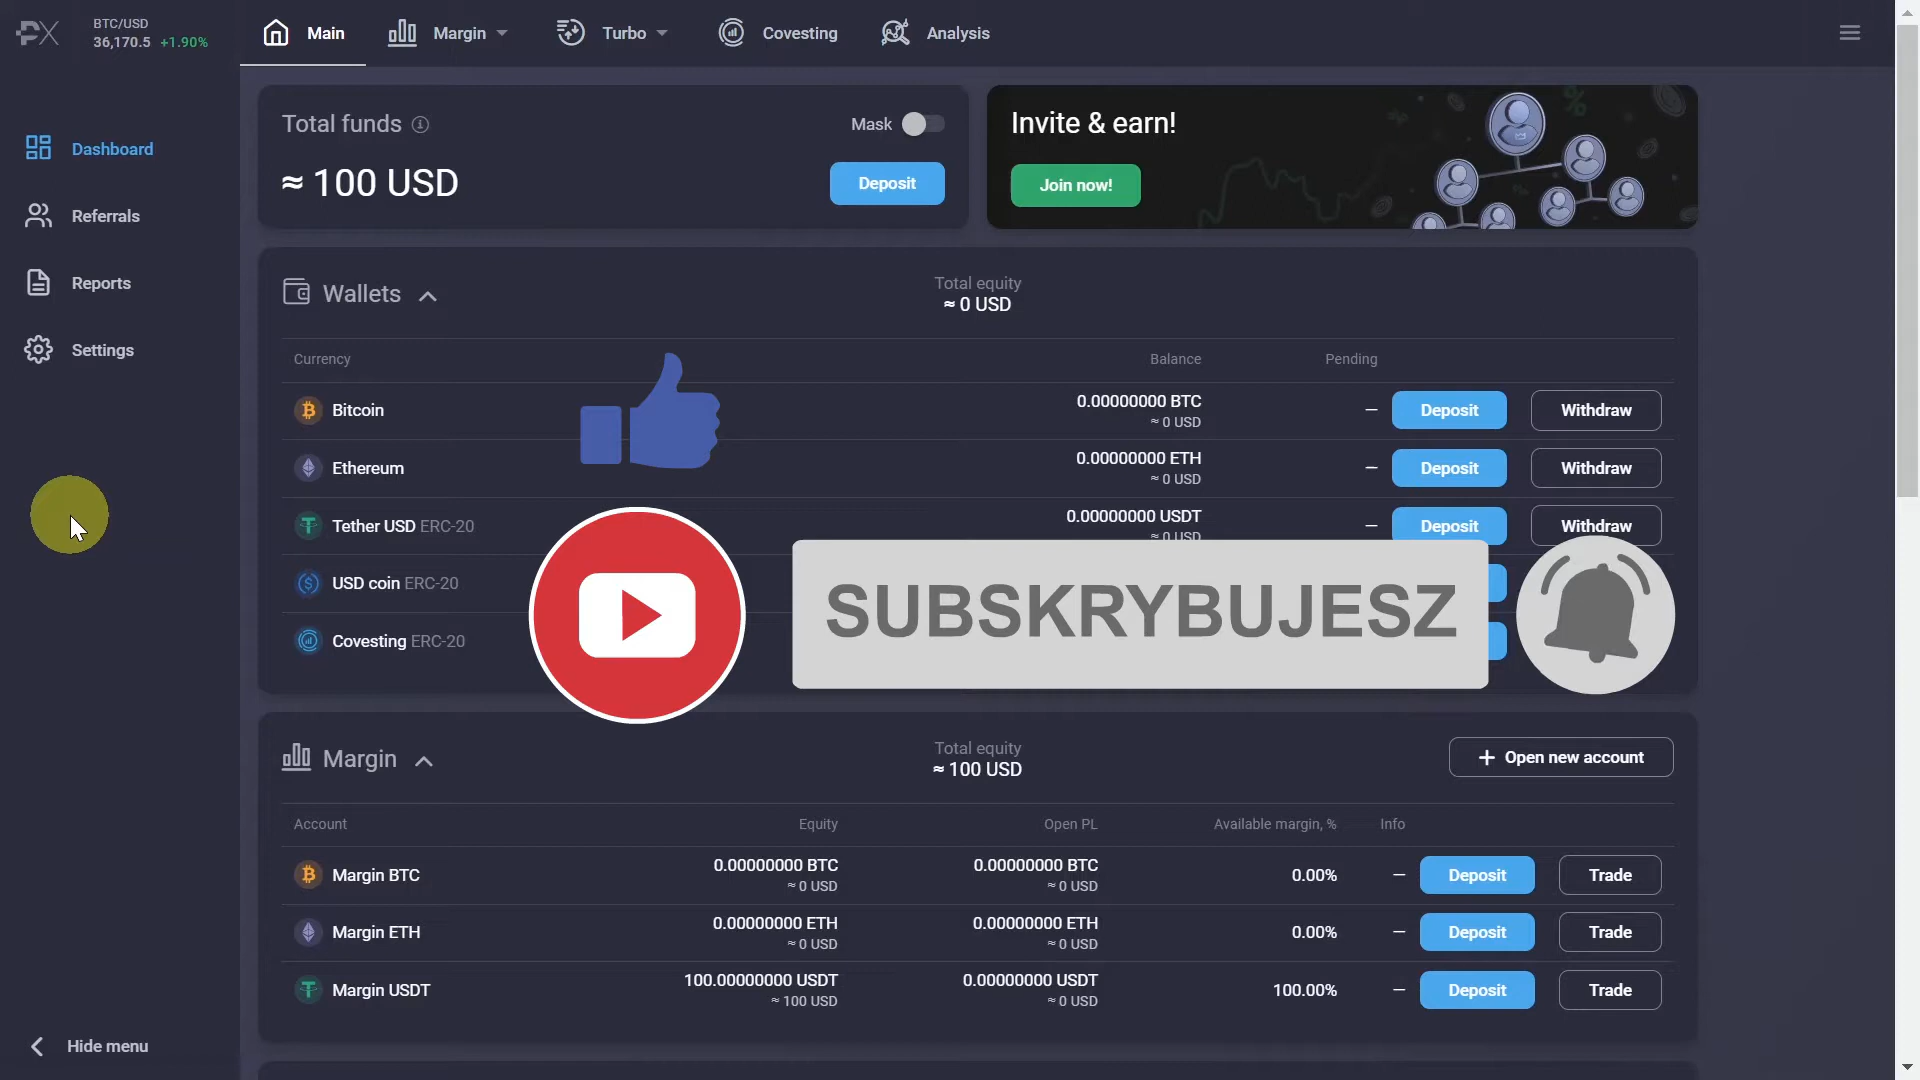 PX
BTC/USD
36,170.5 +1.90%
Main
Margin
Turbo
Covesting
Analysis
Dashboard
Referrals
Reports
Settings
Hide menu
Total funds
Mask
≈ 100 USD
Deposit
Invite & earn!
Join now!
Wallets
Total equity
≈ 0 USD
Currency Balance Pending
Bitcoin 0.00000000 BTC – Deposit Withdraw
≈ 0 USD
Ethereum 0.00000000 ETH – Deposit Withdraw
≈ 0 USD
Tether USD ERC-20 0.00000000 USDT – Deposit Withdraw
≈ 0 USD
USD coin ERC-20
Covesting ERC-20
SUBSKRYBUJESZ
Margin
Total equity
≈ 100 USD
+ Open new account
Account Equity Open PL Available margin, % Info
Margin BTC 0.00000000 BTC 0.00000000 BTC 0.00% – Deposit Trade
≈ 0 USD ≈ 0 USD
Margin ETH 0.00000000 ETH 0.00000000 ETH 0.00% – Deposit Trade
≈ 0 USD ≈ 0 USD
Margin USDT 100.00000000 USDT 0.00000000 USDT 100.00% – Deposit Trade
≈ 100 USD ≈ 0 USD